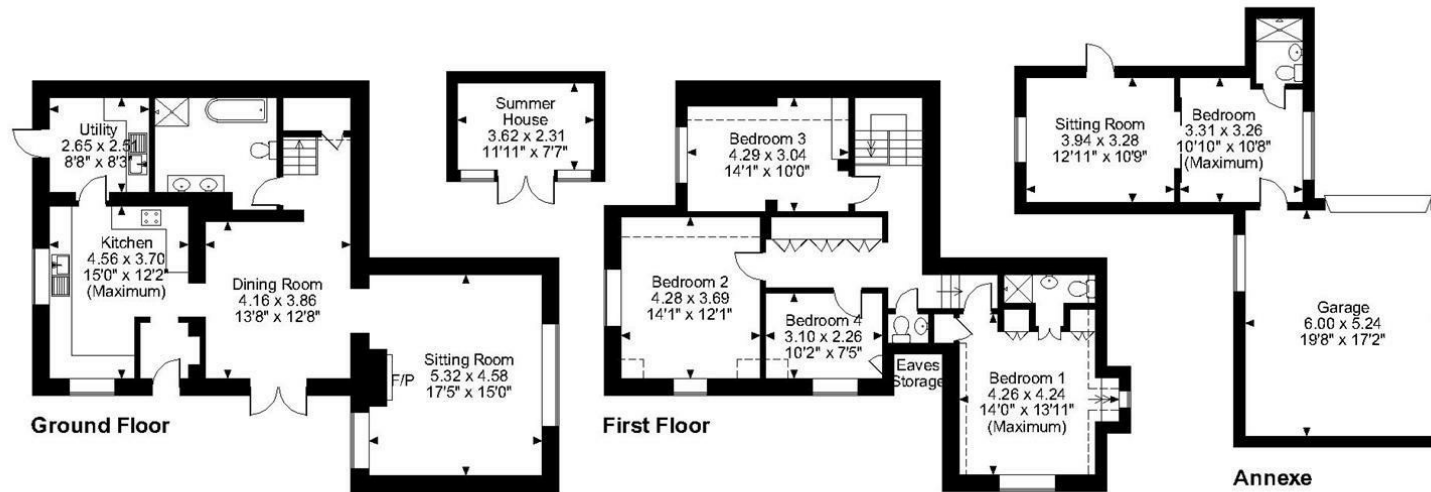 Utility
2.65 x 2.51
8'8" x 8'3"
Kitchen
4.56 x 3.70
15'0" x 12'2"
(Maximum)
Dining Room
4.16 x 3.86
13'8" x 12'8"
Sitting Room
5.32 x 4.58
17'5" x 15'0"
F/P
Ground Floor
Summer
House
3.62 x 2.31
11'11" x 7'7"
Bedroom 3
4.29 x 3.04
14'1" x 10'0"
Bedroom 2
4.28 x 3.69
14'1" x 12'1"
Bedroom 4
3.10 x 2.26
10'2" x 7'5"
Eaves
Storage
Bedroom 1
4.26 x 4.24
14'0" x 13'11"
(Maximum)
First Floor
Sitting Room
3.94 x 3.28
12'11" x 10'9"
Bedroom
3.31 x 3.26
10'10" x 10'8"
(Maximum)
Garage
6.00 x 5.24
19'8" x 17'2"
Annexe